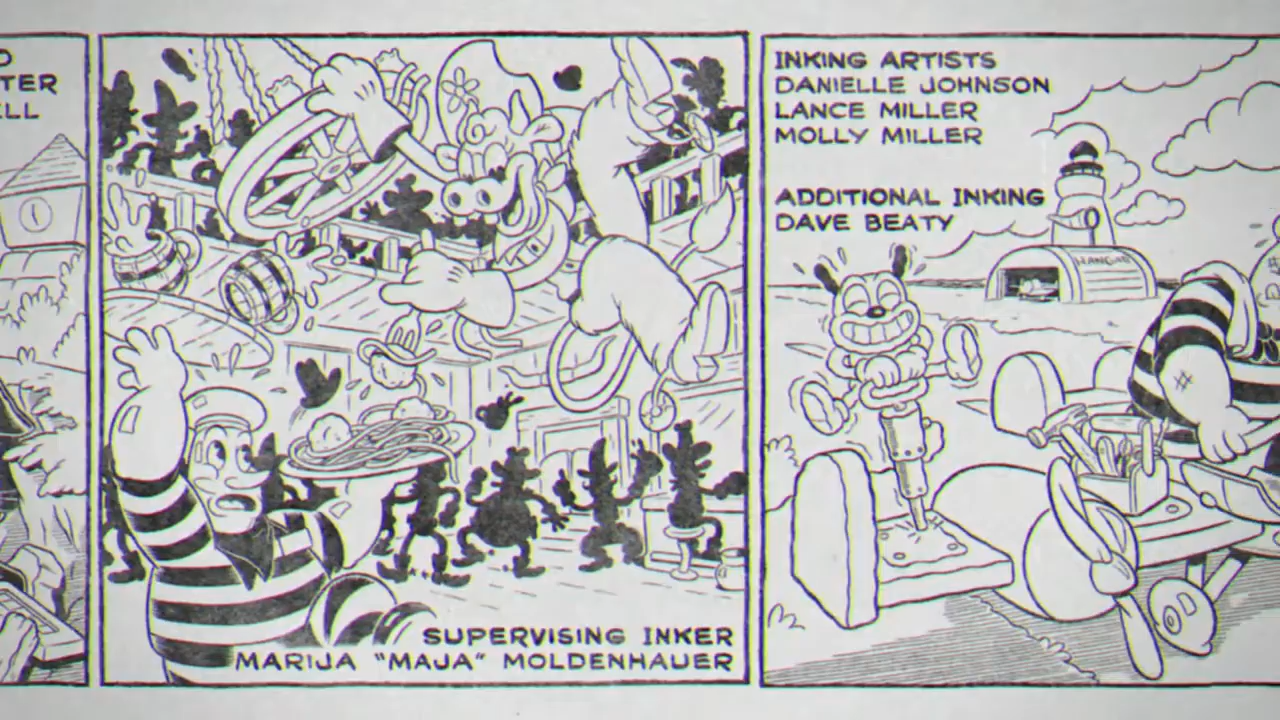 SUPERVISING INKER
MARIJA "MAJA" MOLDENHAUER
INKING ARTISTS
DANIELLE JOHNSON
LANCE MILLER
MOLLY MILLER
ADDITIONAL INKING
DAVE BEATY